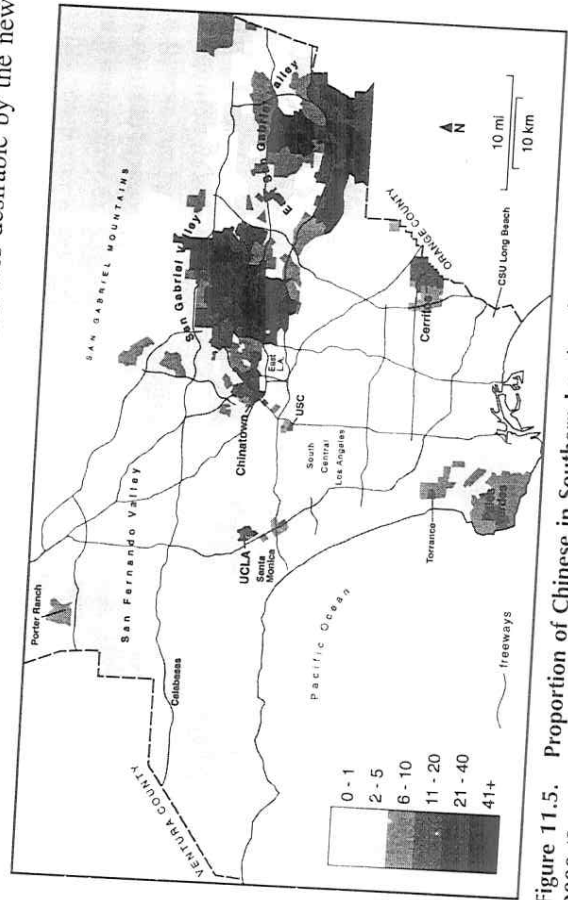 desirable by the new
SAN GABRIEL MOUNTAINS
Porter Ranch
San Fernando Valley
San Gabriel Valley
E San Gabriel Valley
VENTURA COUNTY
Calabasas
UCLA
Santa
Monica
Chinatown
East
L.A.
USC
South
Central
Los Angeles
Pacific Ocean
Torrance
Cerritos
ORANGE COUNTY
CSU Long Beach
N
10 mi
10 km
0 - 1
2 - 5
6 - 10
11 - 20
21 - 40
41+
freeways
Figure 11.5. Proportion of Chinese in Southern